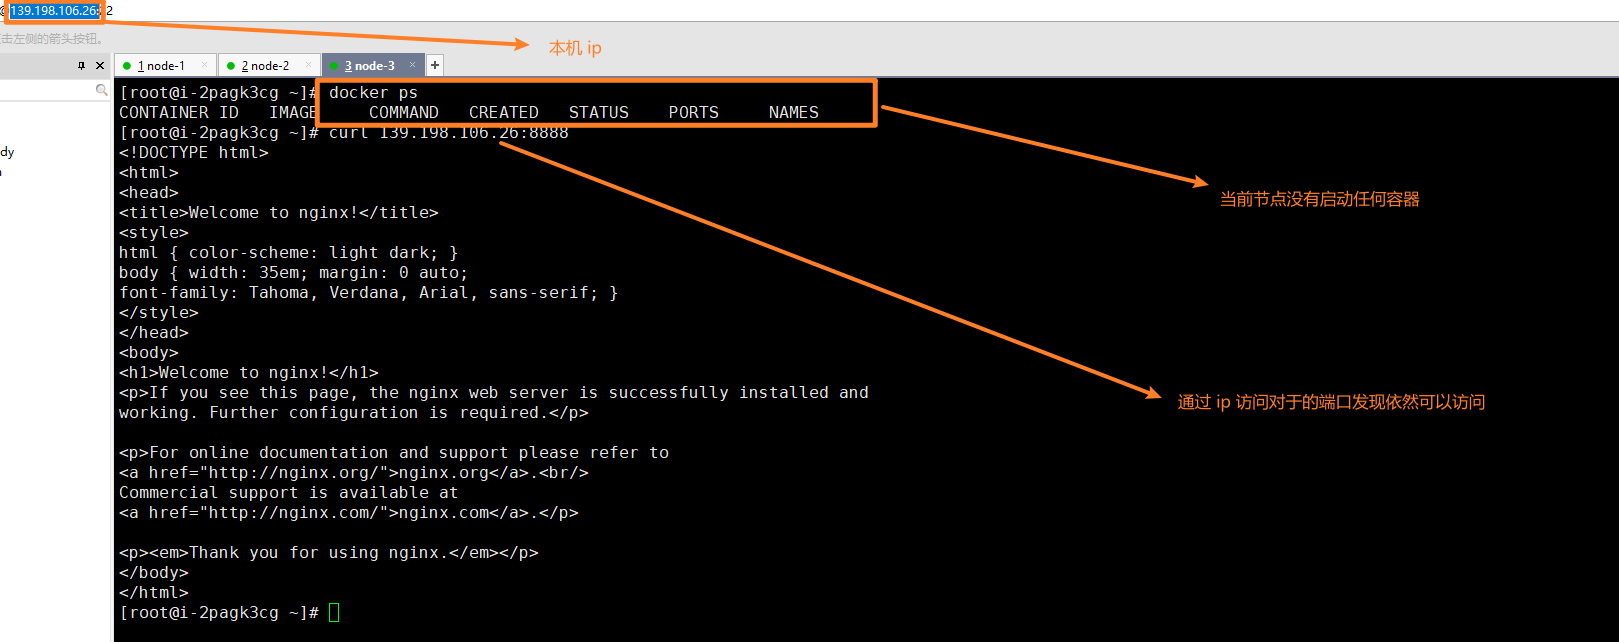 139.198.106.26:22
本机 ip
击左侧的箭头按钮。
1 node-1
2 node-2
3 node-3
[root@i-2pagk3cg ~]# docker ps
CONTAINER ID IMAGE COMMAND CREATED STATUS PORTS NAMES
[root@i-2pagk3cg ~]# curl 139.198.106.26:8888
<!DOCTYPE html>
<html>
<head>
<title>Welcome to nginx!</title>
<style>
html { color-scheme: light dark; }
body { width: 35em; margin: 0 auto;
font-family: Tahoma, Verdana, Arial, sans-serif; }
</style>
</head>
<body>
<h1>Welcome to nginx!</h1>
<p>If you see this page, the nginx web server is successfully installed and
working. Further configuration is required.</p>
<p>For online documentation and support please refer to
<a href="http://nginx.org/">nginx.org</a>.<br/>
Commercial support is available at
<a href="http://nginx.com/">nginx.com</a>.</p>
<p><em>Thank you for using nginx.</em></p>
</body>
</html>
[root@i-2pagk3cg ~]#
当前节点没有启动任何容器
通过 ip 访问对于的端口发现依然可以访问
dy